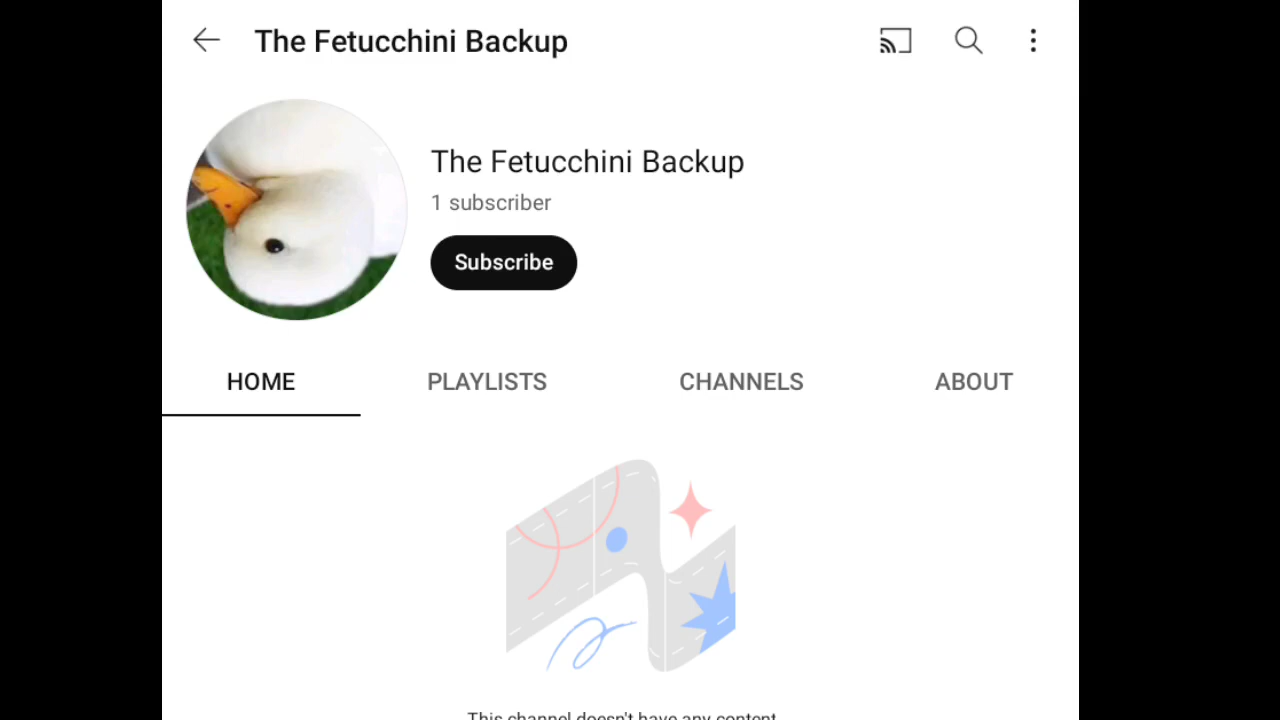 The Fetucchini Backup
The Fetucchini Backup
1 subscriber
Subscribe
HOME PLAYLISTS CHANNELS ABOUT
This channel doesn't have any content